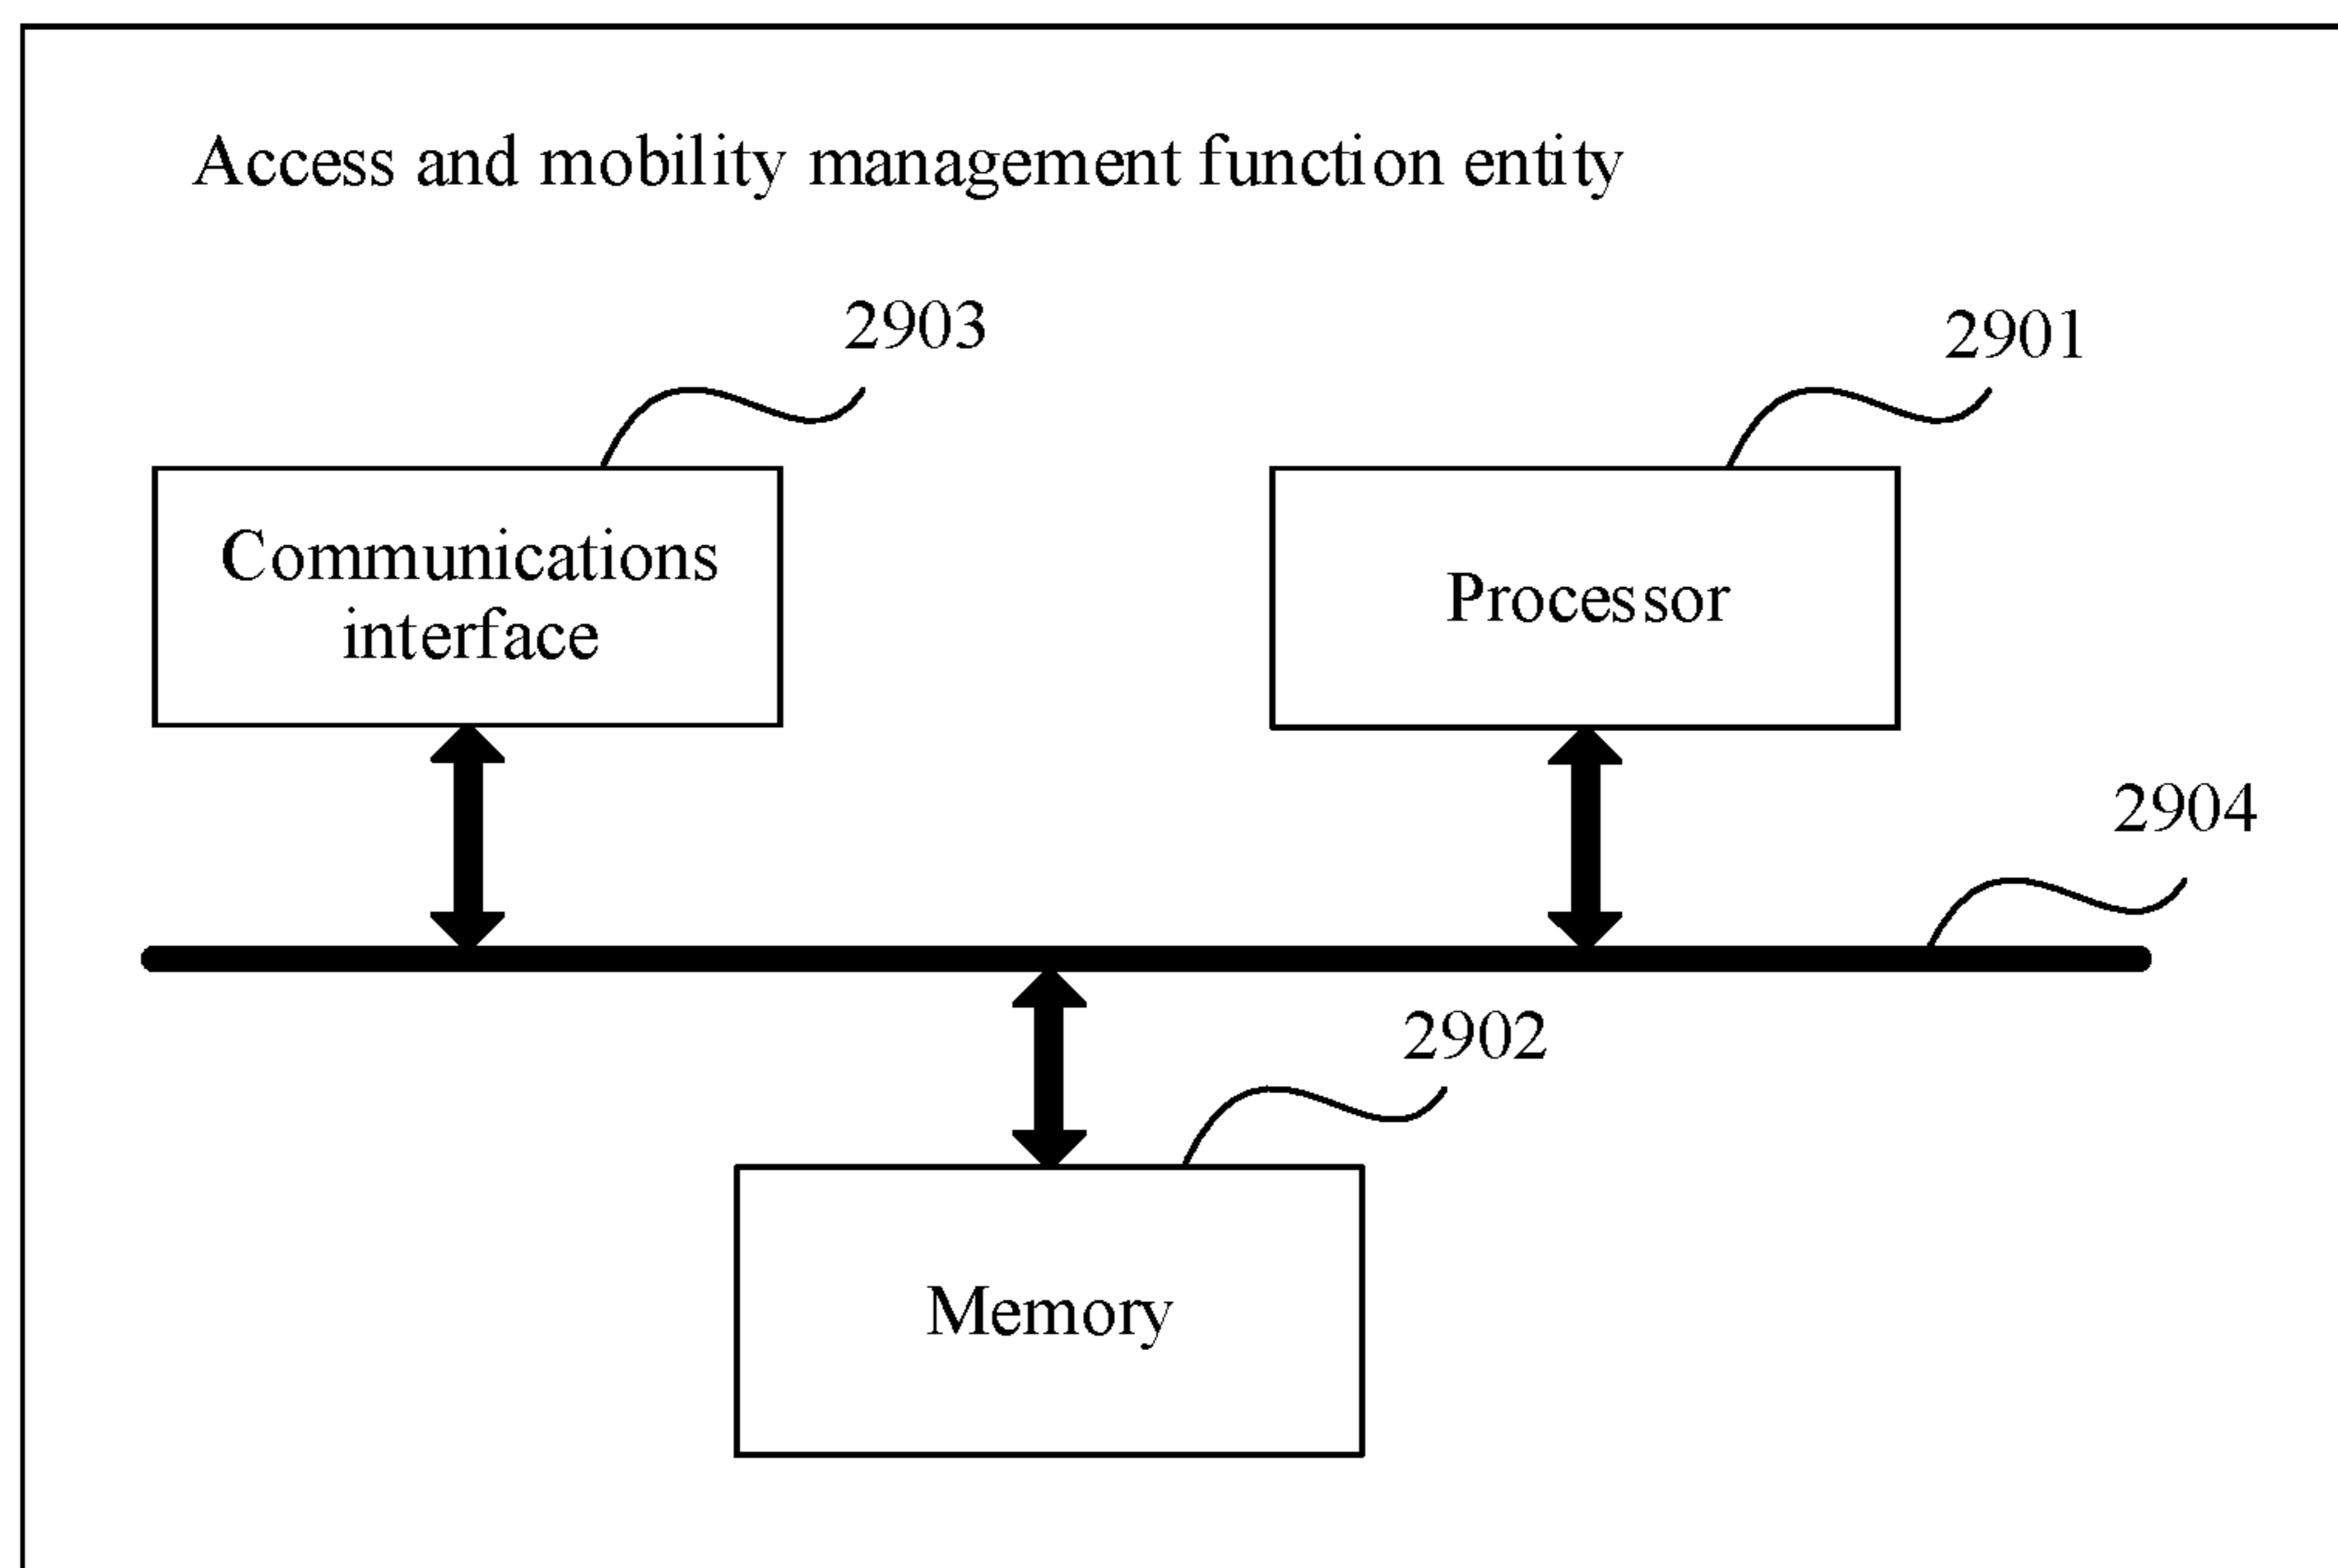 Access and mobility management function entity
2903
2901
Communications
interface
Processor
2904
2902
Memory